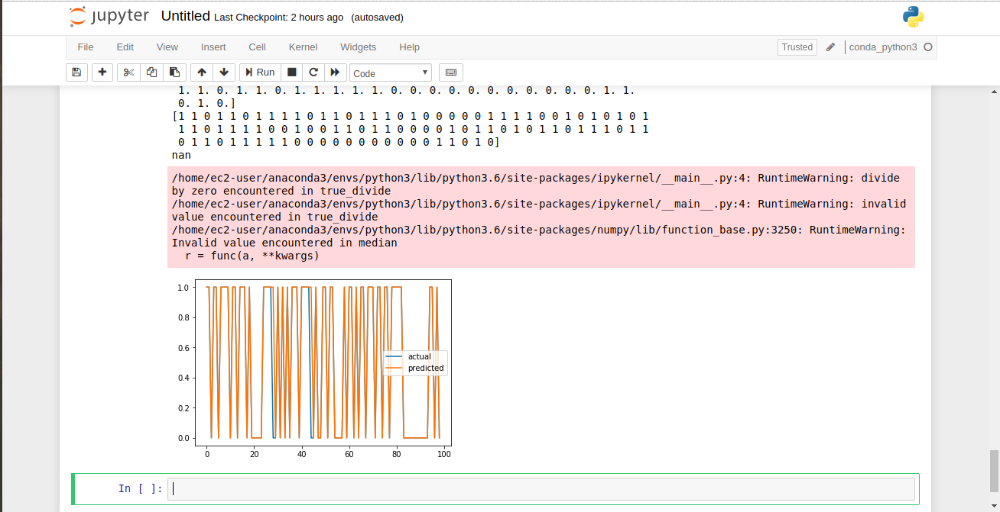 jupyter Untitled Last Checkpoint: 2 hours ago (autosaved)
File Edit View Insert Cell Kernel Widgets Help Trusted conda_python3
Run Code
1. 1. 0. 1. 1. 0. 1. 1. 1. 1. 1. 0. 0. 0. 0. 0. 0. 0. 0. 0. 0. 0. 1. 1.
0. 1. 0.]
[1 1 0 1 1 0 1 1 1 1 0 1 1 0 1 1 1 0 1 0 0 0 0 0 1 1 1 1 0 0 1 0 1 0 1 0 1
1 1 0 1 1 1 1 0 0 1 0 0 1 1 0 1 1 0 0 0 0 1 0 1 1 0 1 0 1 1 0 1 1 1 0 1 1
0 1 1 0 1 1 1 1 1 0 0 0 0 0 0 0 0 0 0 0 1 1 0 1 0]
nan
/home/ec2-user/anaconda3/envs/python3/lib/python3.6/site-packages/ipykernel/__main__.py:4: RuntimeWarning: divide
by zero encountered in true_divide
/home/ec2-user/anaconda3/envs/python3/lib/python3.6/site-packages/ipykernel/__main__.py:4: RuntimeWarning: invalid
value encountered in true_divide
/home/ec2-user/anaconda3/envs/python3/lib/python3.6/site-packages/numpy/lib/function_base.py:3250: RuntimeWarning:
Invalid value encountered in median
r = func(a, **kwargs)
1.0
0.8
0.6
actual
predicted
0.4
0.2
0.0
0 20 40 60 80 100
In [ ]: